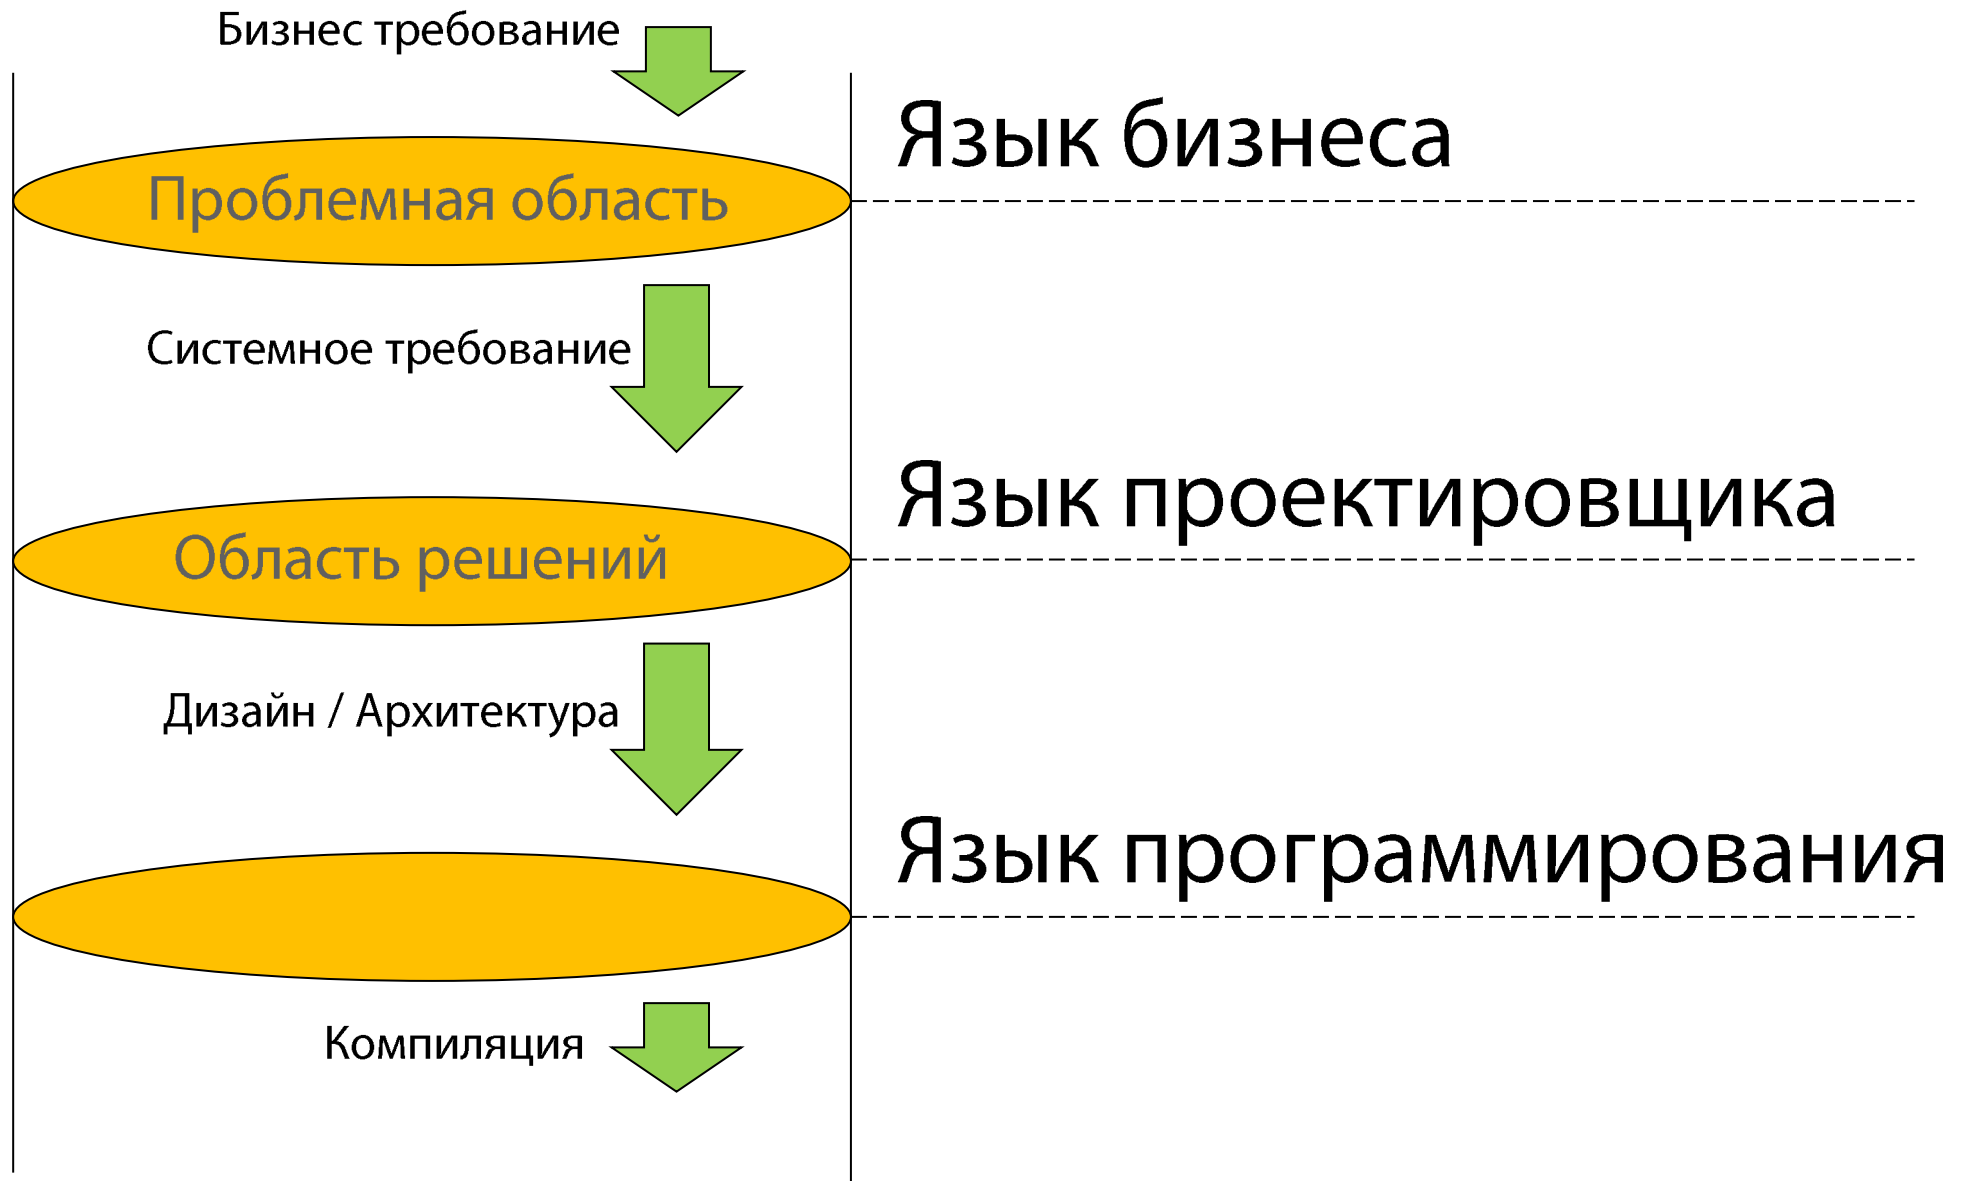 Бизнес требование
Язык бизнеса
Проблемная область
Системное требование
Язык проектировщика
Область решений
Дизайн / Архитектура
Язык программирования
Компиляция